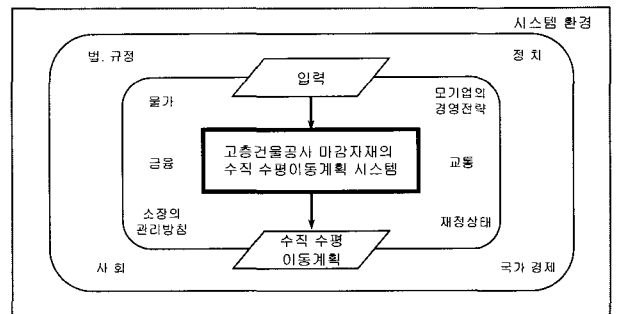 시스템 환경
법, 규정
정 치
입력
물가
모기업의
경영전략
고층건물공사 마감자재의
수직 수평이동계획 시스템
금융
교통
소장의
관리방침
재정상태
수직 수평
이동계획
사 회
국가 경제